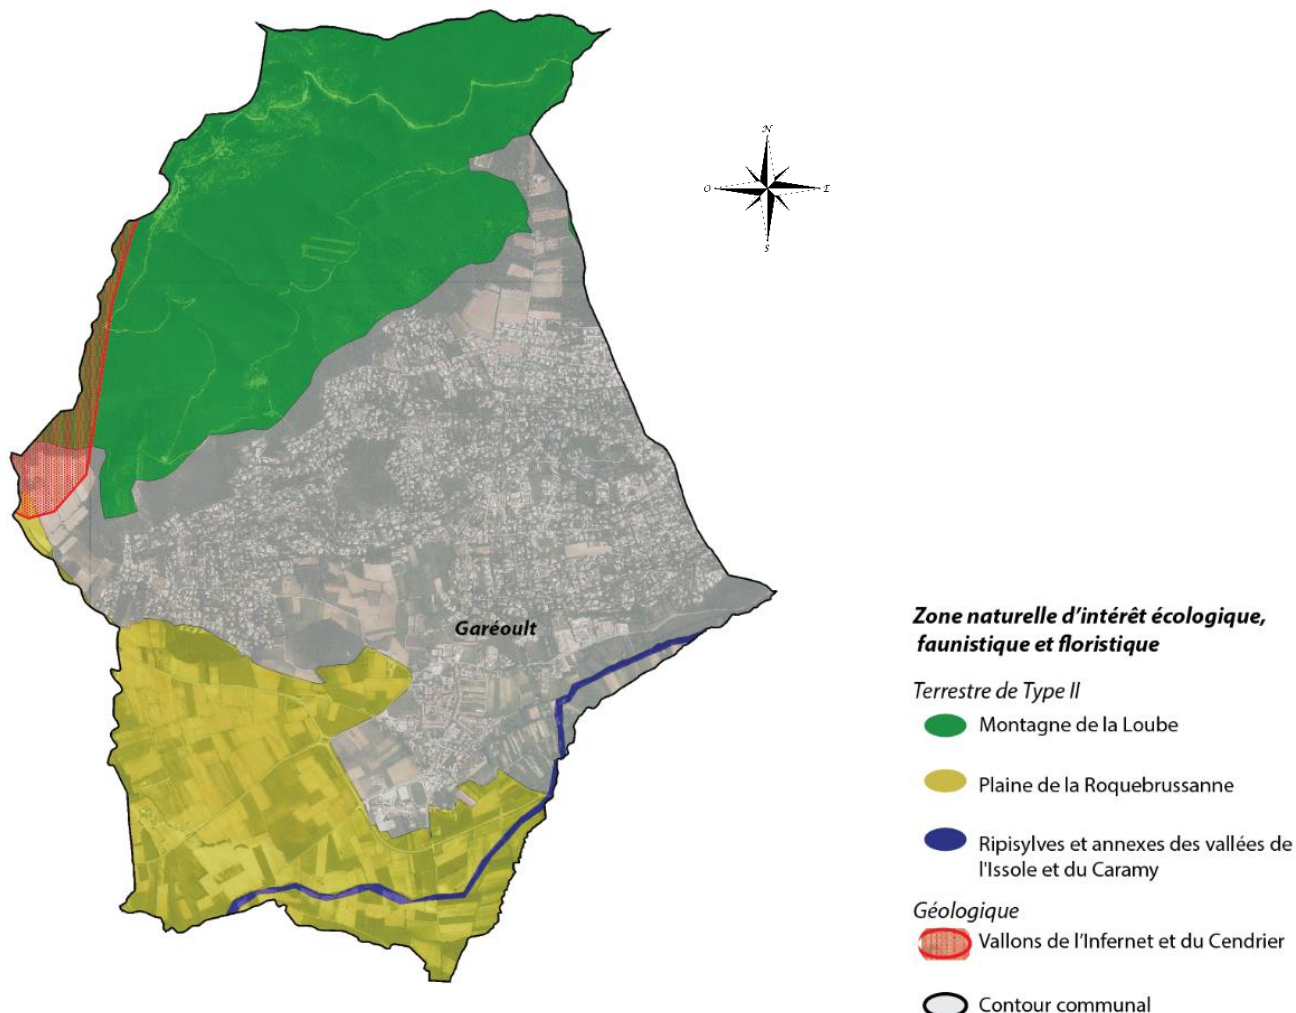 N
O
E
S
Garéoult
Zone naturelle d'intérêt écologique,
faunistique et floristique
Terrestre de Type II
Montagne de la Loube
Plaine de la Roquebrussanne
Ripisylves et annexes des vallées de
l'Issole et du Caramy
Géologique
Vallons de l'Infernet et du Cendrier
Contour communal